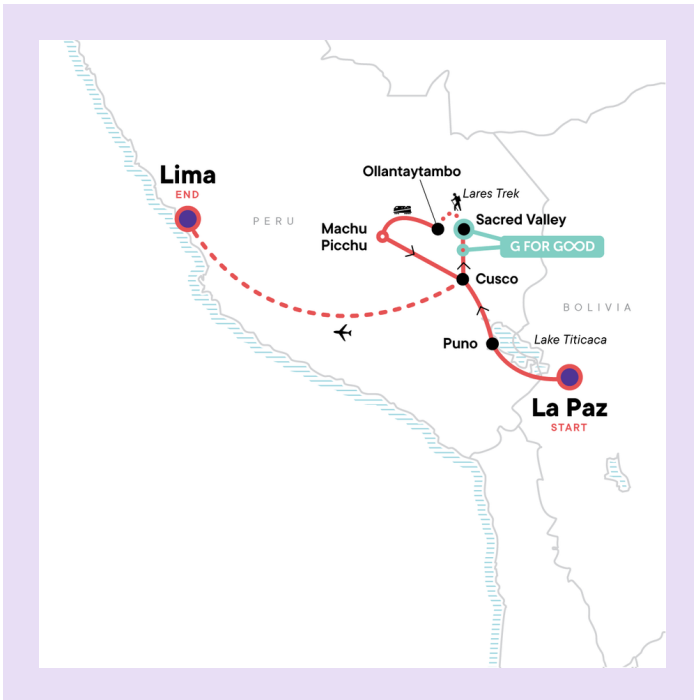 Lima
END
PERU
Ollantaytambo
Lares Trek
Machu
Picchu
Sacred Valley
G FOR GOOD
Cusco
BOLIVIA
Puno
Lake Titicaca
La Paz
START